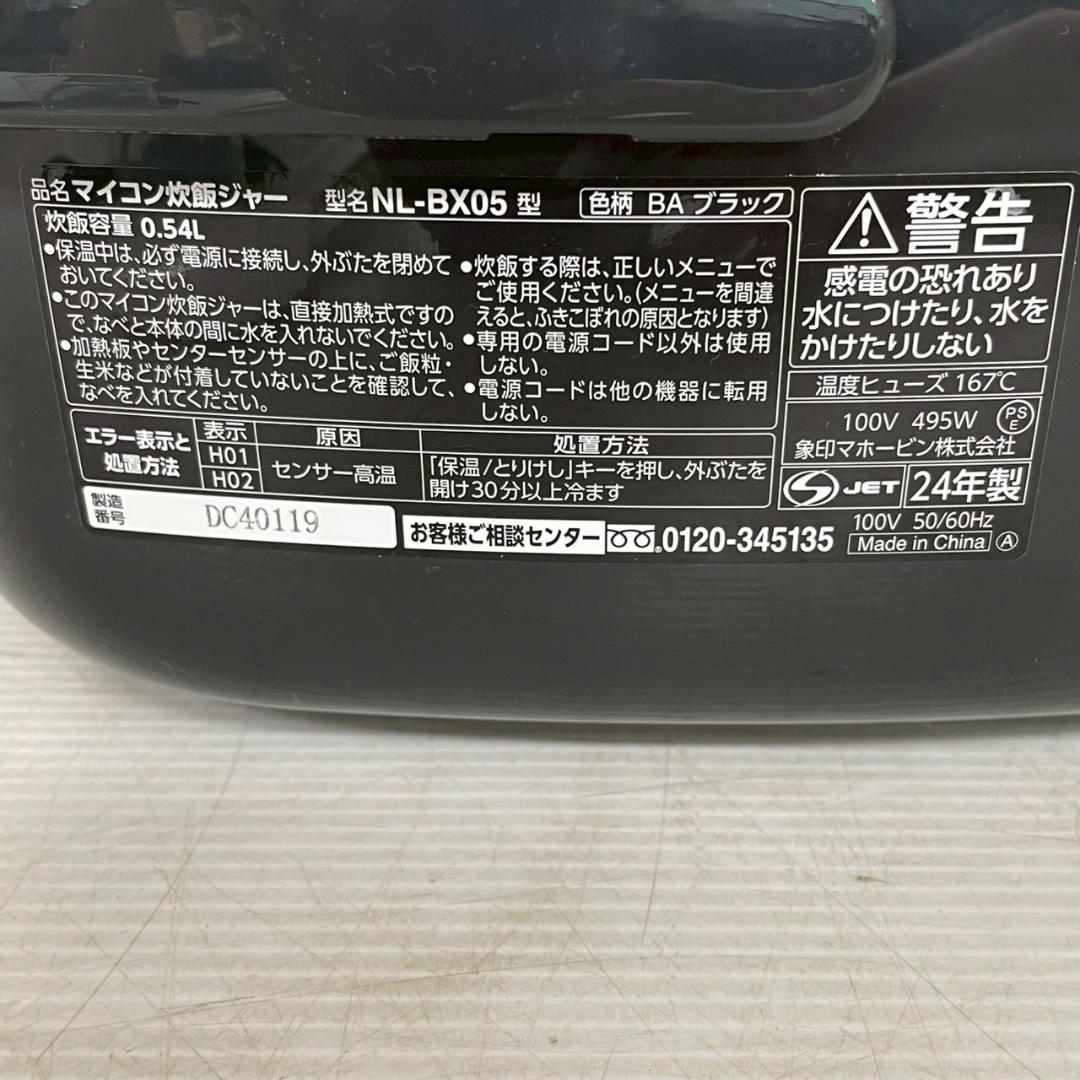 品名 マイコン炊飯ジャー 型名 NL-BX05 型 色柄 BA ブラック
炊飯容量 0.54L
●保温中は、必ず電源に接続し、外ぶたを閉めて
おいてください。
●このマイコン炊飯ジャーは、直接加熱式ですの
で、なべと本体の間に水を入れないでください。
●加熱板やセンターセンサーの上に、ご飯粒・
生米などが付着していないことを確認して、
なべを入れてください。
●炊飯する際は、正しいメニューで
ご使用ください。(メニューを間違
えると、ふきこぼれの原因となります)
●専用の電源コード以外は使用
しない。
●電源コードは他の機器に転用
しない。
エラー表示と
処置方法
表示 原因 処置方法
H01
H02
センサー高温
「保温/とりけし」キーを押し、外ぶたを
開け30分以上冷ます
製造
番号
DC40119
お客様ご相談センター 0120-345135
警告
感電の恐れあり
水につけたり、水を
かけたりしない
温度ヒューズ 167℃
100V 495W PS E
象印マホービン株式会社
S JET 24年製
100V 50/60Hz
Made in China A